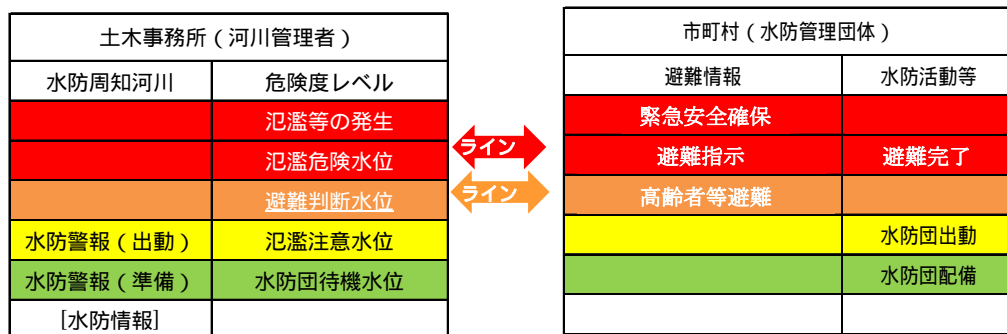 土木事務所（河川管理者）
水防周知河川 危険度レベル
氾濫等の発生
氾濫危険水位
避難判断水位
水防警報（出動） 氾濫注意水位
水防警報（準備） 水防団待機水位
[水防情報]
ライン
ライン
市町村（水防管理団体）
避難情報 水防活動等
緊急安全確保
避難指示 避難完了
高齢者等避難
水防団出動
水防団配備